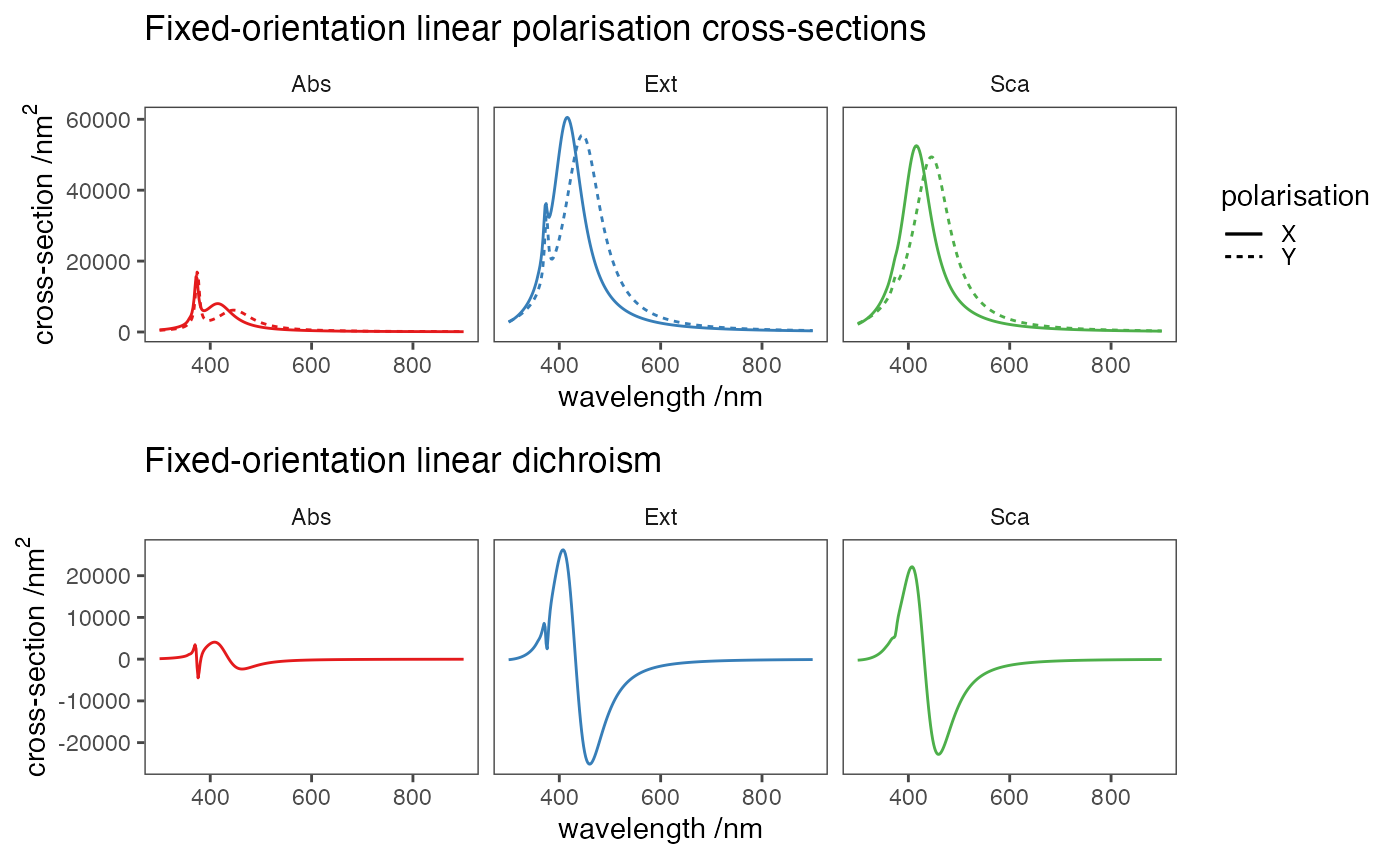 Fixed-orientation linear polarisation cross-sections
Abs
Ext
Sca
cross-section /nm²
60000
40000
20000
0
400
600
800
400
600
800
400
600
800
wavelength /nm
polarisation
X
Y
Fixed-orientation linear dichroism
Abs
Ext
Sca
cross-section /nm²
20000
10000
0
-10000
-20000
400
600
800
400
600
800
400
600
800
wavelength /nm